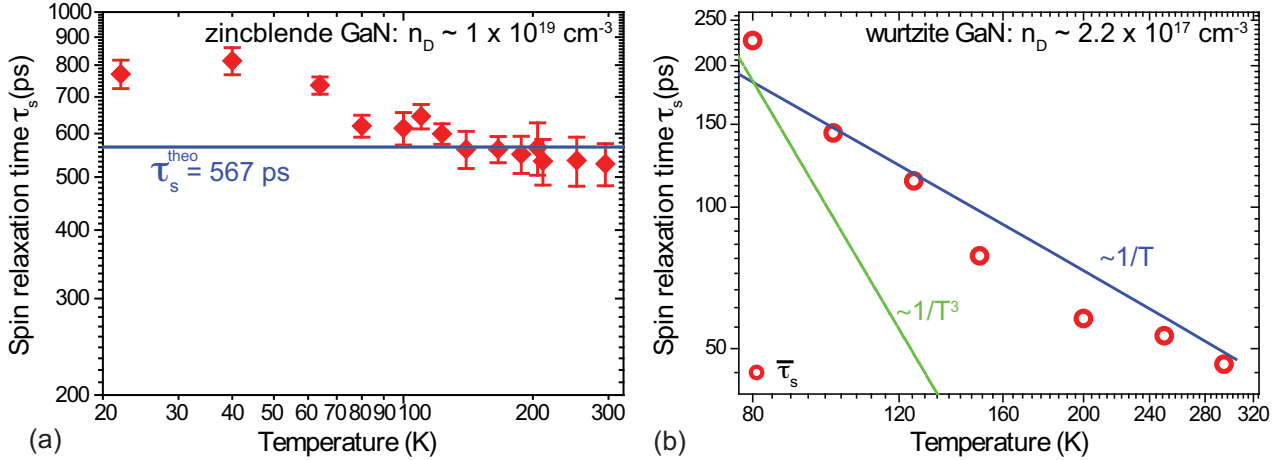 zincblende GaN: n_D ~ 1 x 10^19 cm^-3
1000
900
800
700
600
500
400
300
200
Spin relaxation time τ_s(ps)
τ_s^theo = 567 ps
20
30
40
50
60
70
80
90
100
200
300
Temperature (K)
(a)
wurtzite GaN: n_D ~ 2.2 x 10^17 cm^-3
250
200
150
100
50
Spin relaxation time τ_s(ps)
~1/T
~1/T^3
τ̅_s
80
120
160
200
240
280
320
Temperature (K)
(b)